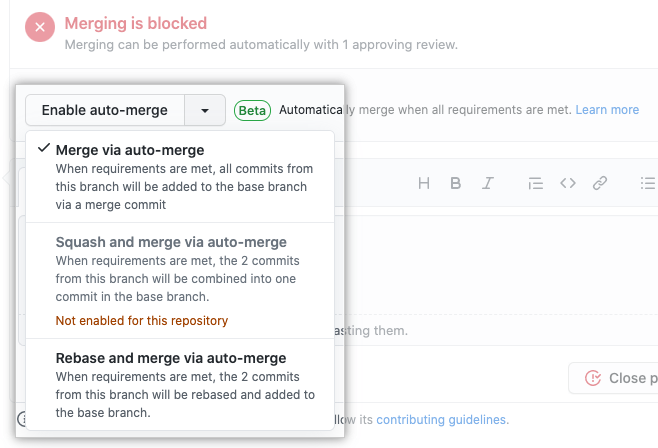 Merging is blocked
Merging can be performed automatically with 1 approving review.
Enable auto-merge Beta Automatically merge when all requirements are met. Learn more
Merge via auto-merge
When requirements are met, all commits from
this branch will be added to the base branch
via a merge commit
H B I
Squash and merge via auto-merge
When requirements are met, the 2 commits
from this branch will be combined into one
commit in the base branch.
Not enabled for this repository
asting them.
Rebase and merge via auto-merge
When requirements are met, the 2 commits
from this branch will be rebased and added to
the base branch.
Close p
llow its contributing guidelines.